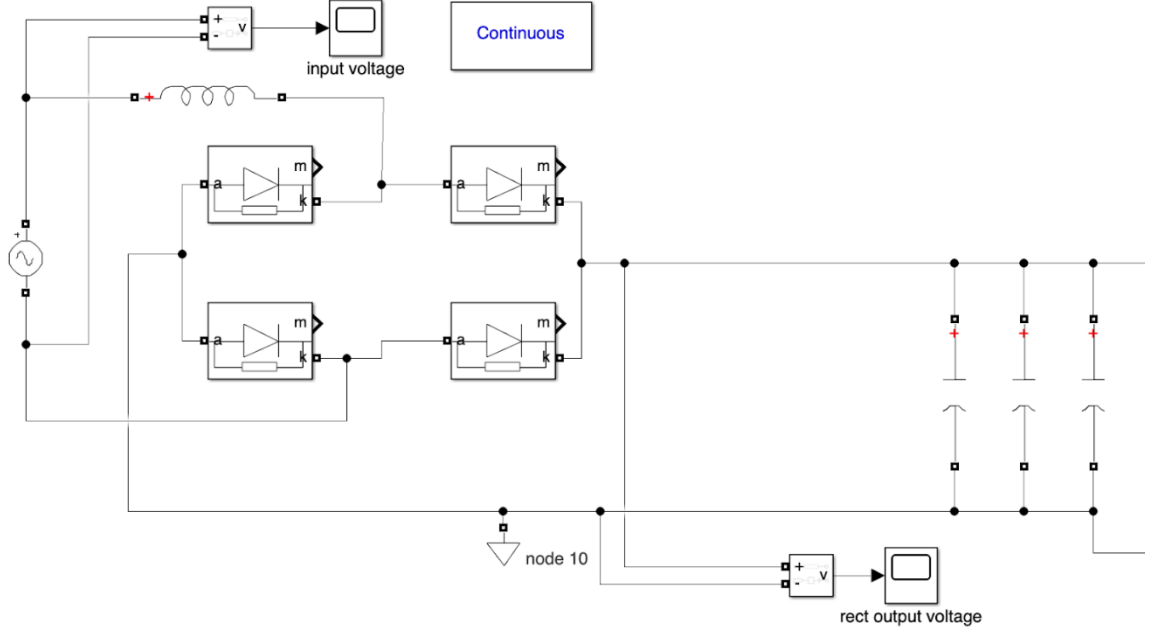 +
-
v
input voltage
Continuous
+
m
a
k
m
a
k
+
m
a
k
m
a
k
+
+
+
node 10
+
-
v
rect output voltage